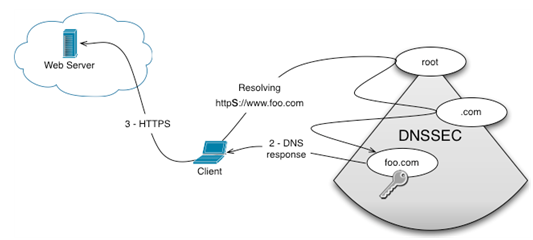 Web Server
Resolving
httpS://www.foo.com
root
.com
3 - HTTPS
DNSSEC
2 - DNS
response
foo.com
Client